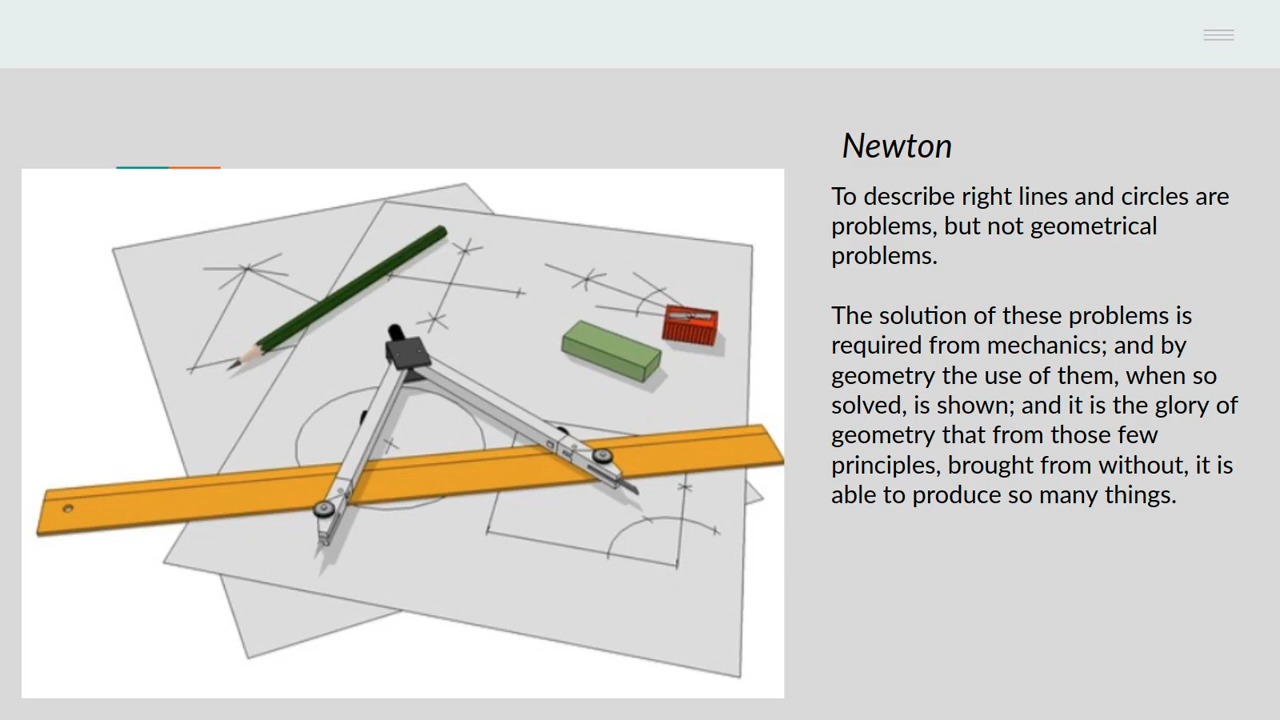 Newton
To describe right lines and circles are
problems, but not geometrical
problems.
The solution of these problems is
required from mechanics; and by
geometry the use of them, when so
solved, is shown; and it is the glory of
geometry that from those few
principles, brought from without, it is
able to produce so many things.